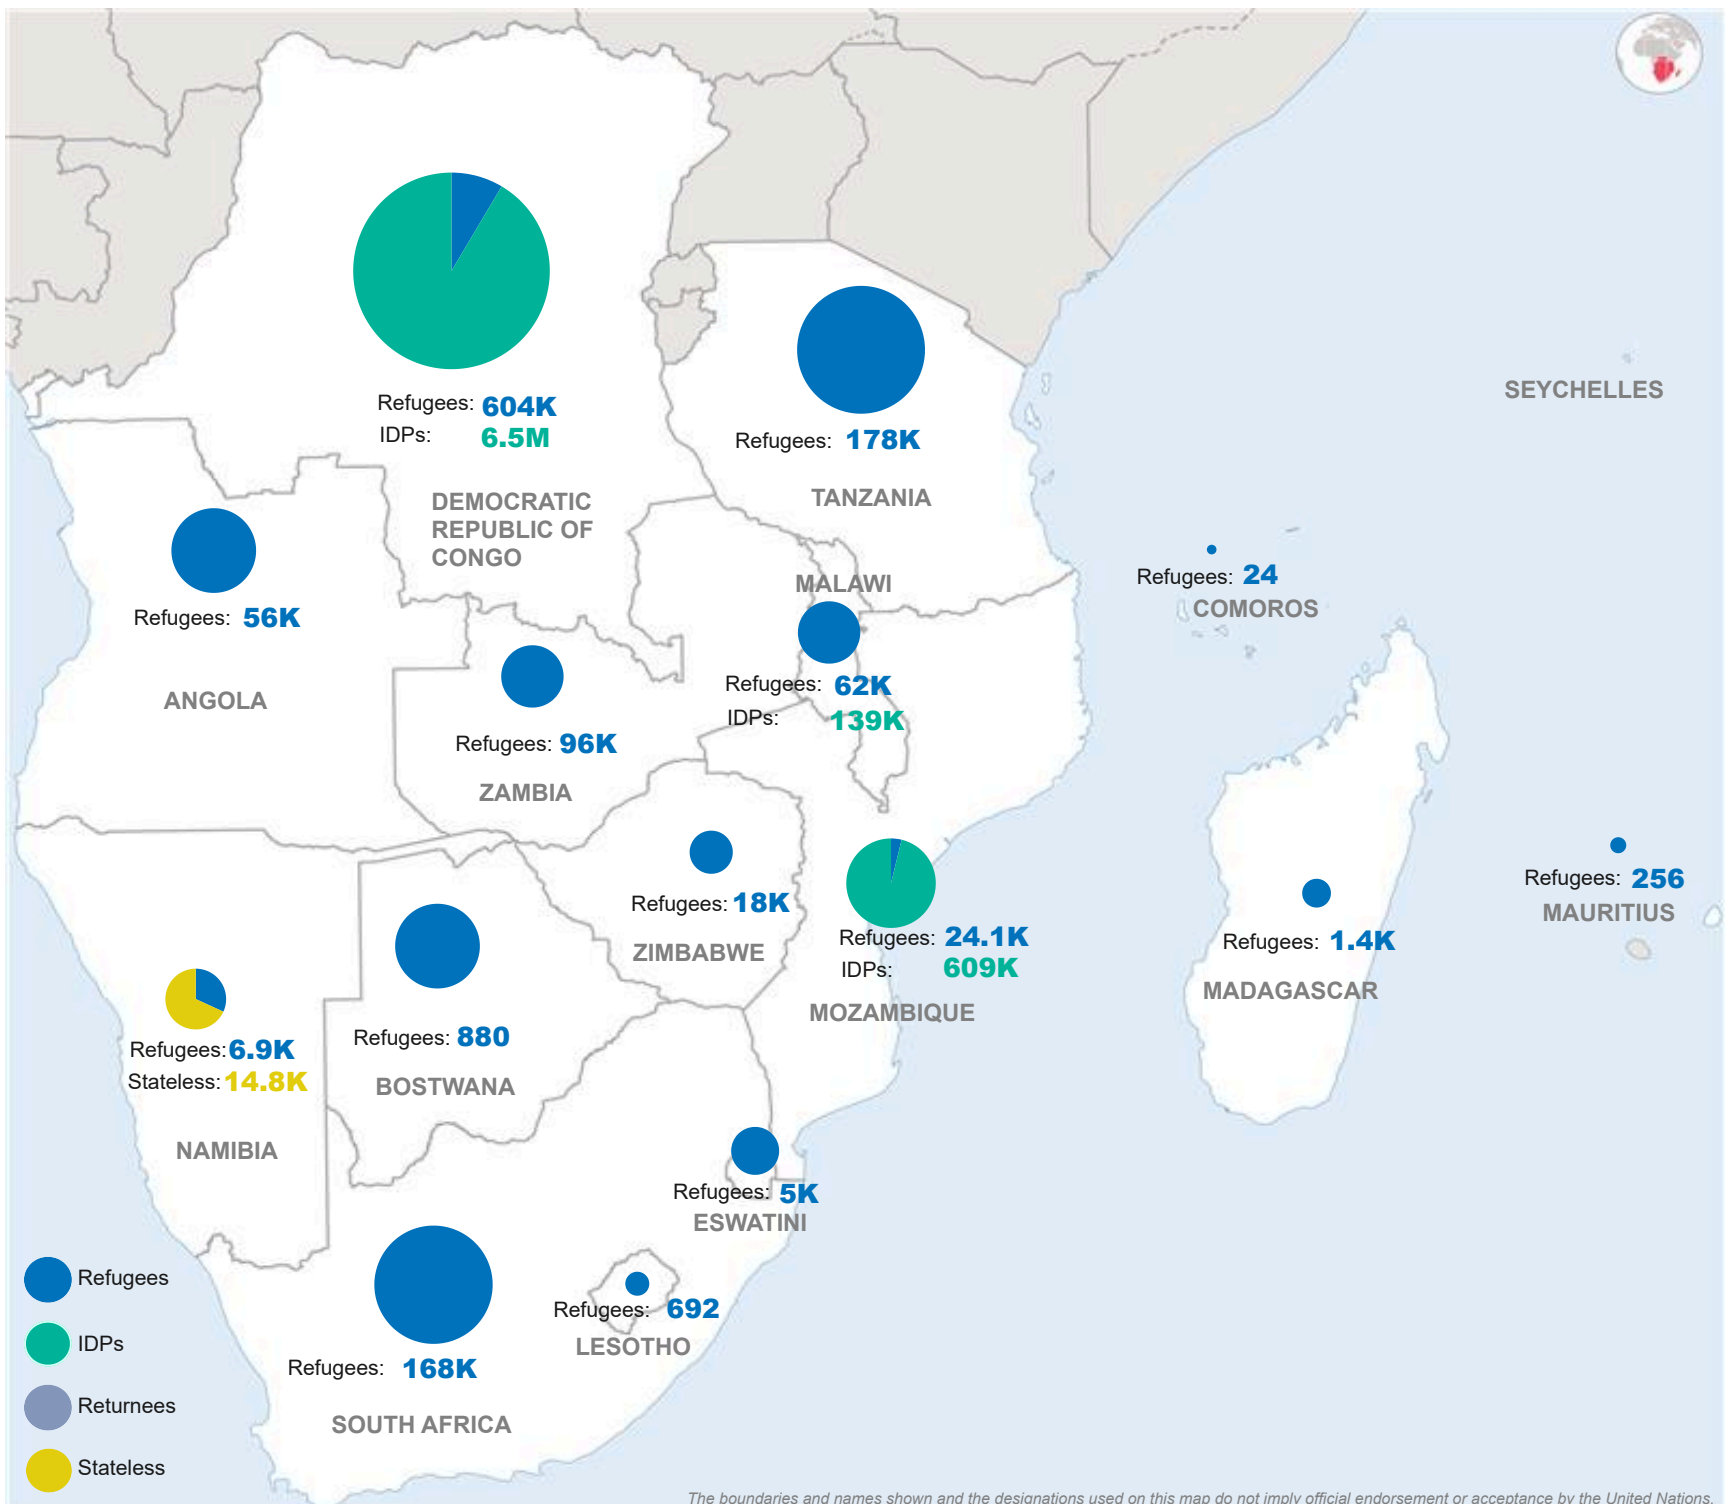 Refugees: 604K
IDPs: 6.5M
DEMOCRATIC
REPUBLIC OF
CONGO
Refugees: 178K
TANZANIA
SEYCHELLES
Refugees: 56K
ANGOLA
MALAWI
Refugees: 62K
IDPs: 139K
Refugees: 24
COMOROS
Refugees: 96K
ZAMBIA
Refugees: 18K
ZIMBABWE
Refugees: 24.1K
IDPs: 609K
MOZAMBIQUE
Refugees: 1.4K
MADAGASCAR
Refugees: 256
MAURITIUS
Refugees: 6.9K
Stateless: 14.8K
NAMIBIA
Refugees: 880
BOSTWANA
Refugees: 5K
ESWATINI
Refugees: 692
LESOTHO
Refugees: 168K
SOUTH AFRICA
Refugees
IDPs
Returnees
Stateless
The boundaries and names shown and the designations used on this map do not imply official endorsement or acceptance by the United Nations.